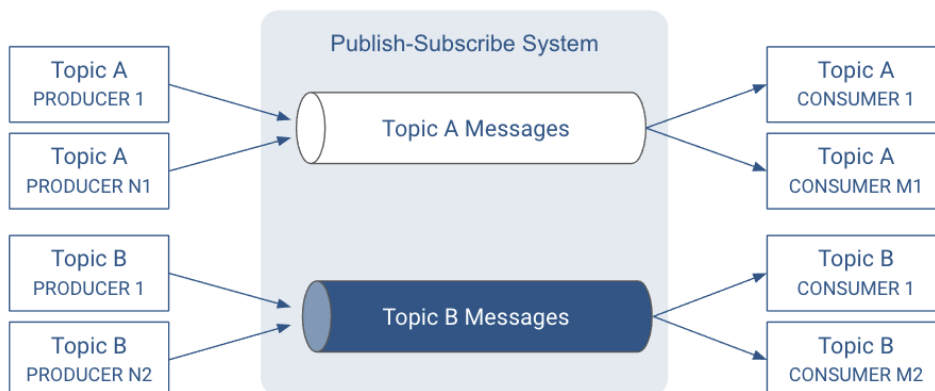 Publish-Subscribe System
Topic A
PRODUCER 1
Topic A
PRODUCER N1
Topic A Messages
Topic A
CONSUMER 1
Topic A
CONSUMER M1
Topic B
PRODUCER 1
Topic B
PRODUCER N2
Topic B Messages
Topic B
CONSUMER 1
Topic B
CONSUMER M2